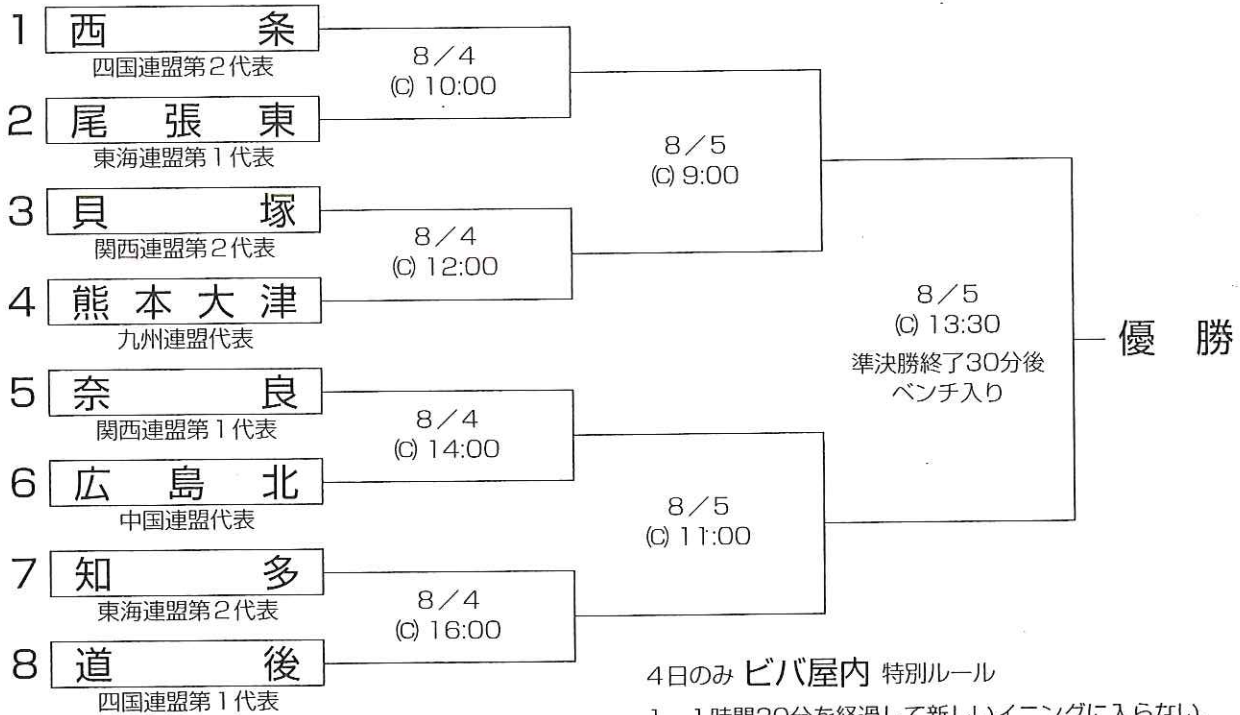 1 西条
四国連盟第2代表
8/4
(C) 10:00
2 尾張東
東海連盟第1代表
8/5
(C) 9:00
3 貝塚
関西連盟第2代表
8/4
(C) 12:00
4 熊本大津
九州連盟代表
8/5
(C) 13:30
準決勝終了30分後
ベンチ入り
優勝
5 奈良
関西連盟第1代表
8/4
(C) 14:00
6 広島北
中国連盟代表
8/5
(C) 11:00
7 知多
東海連盟第2代表
8/4
(C) 16:00
8 道後
四国連盟第1代表
4日のみ ビバ屋内 特別ルール